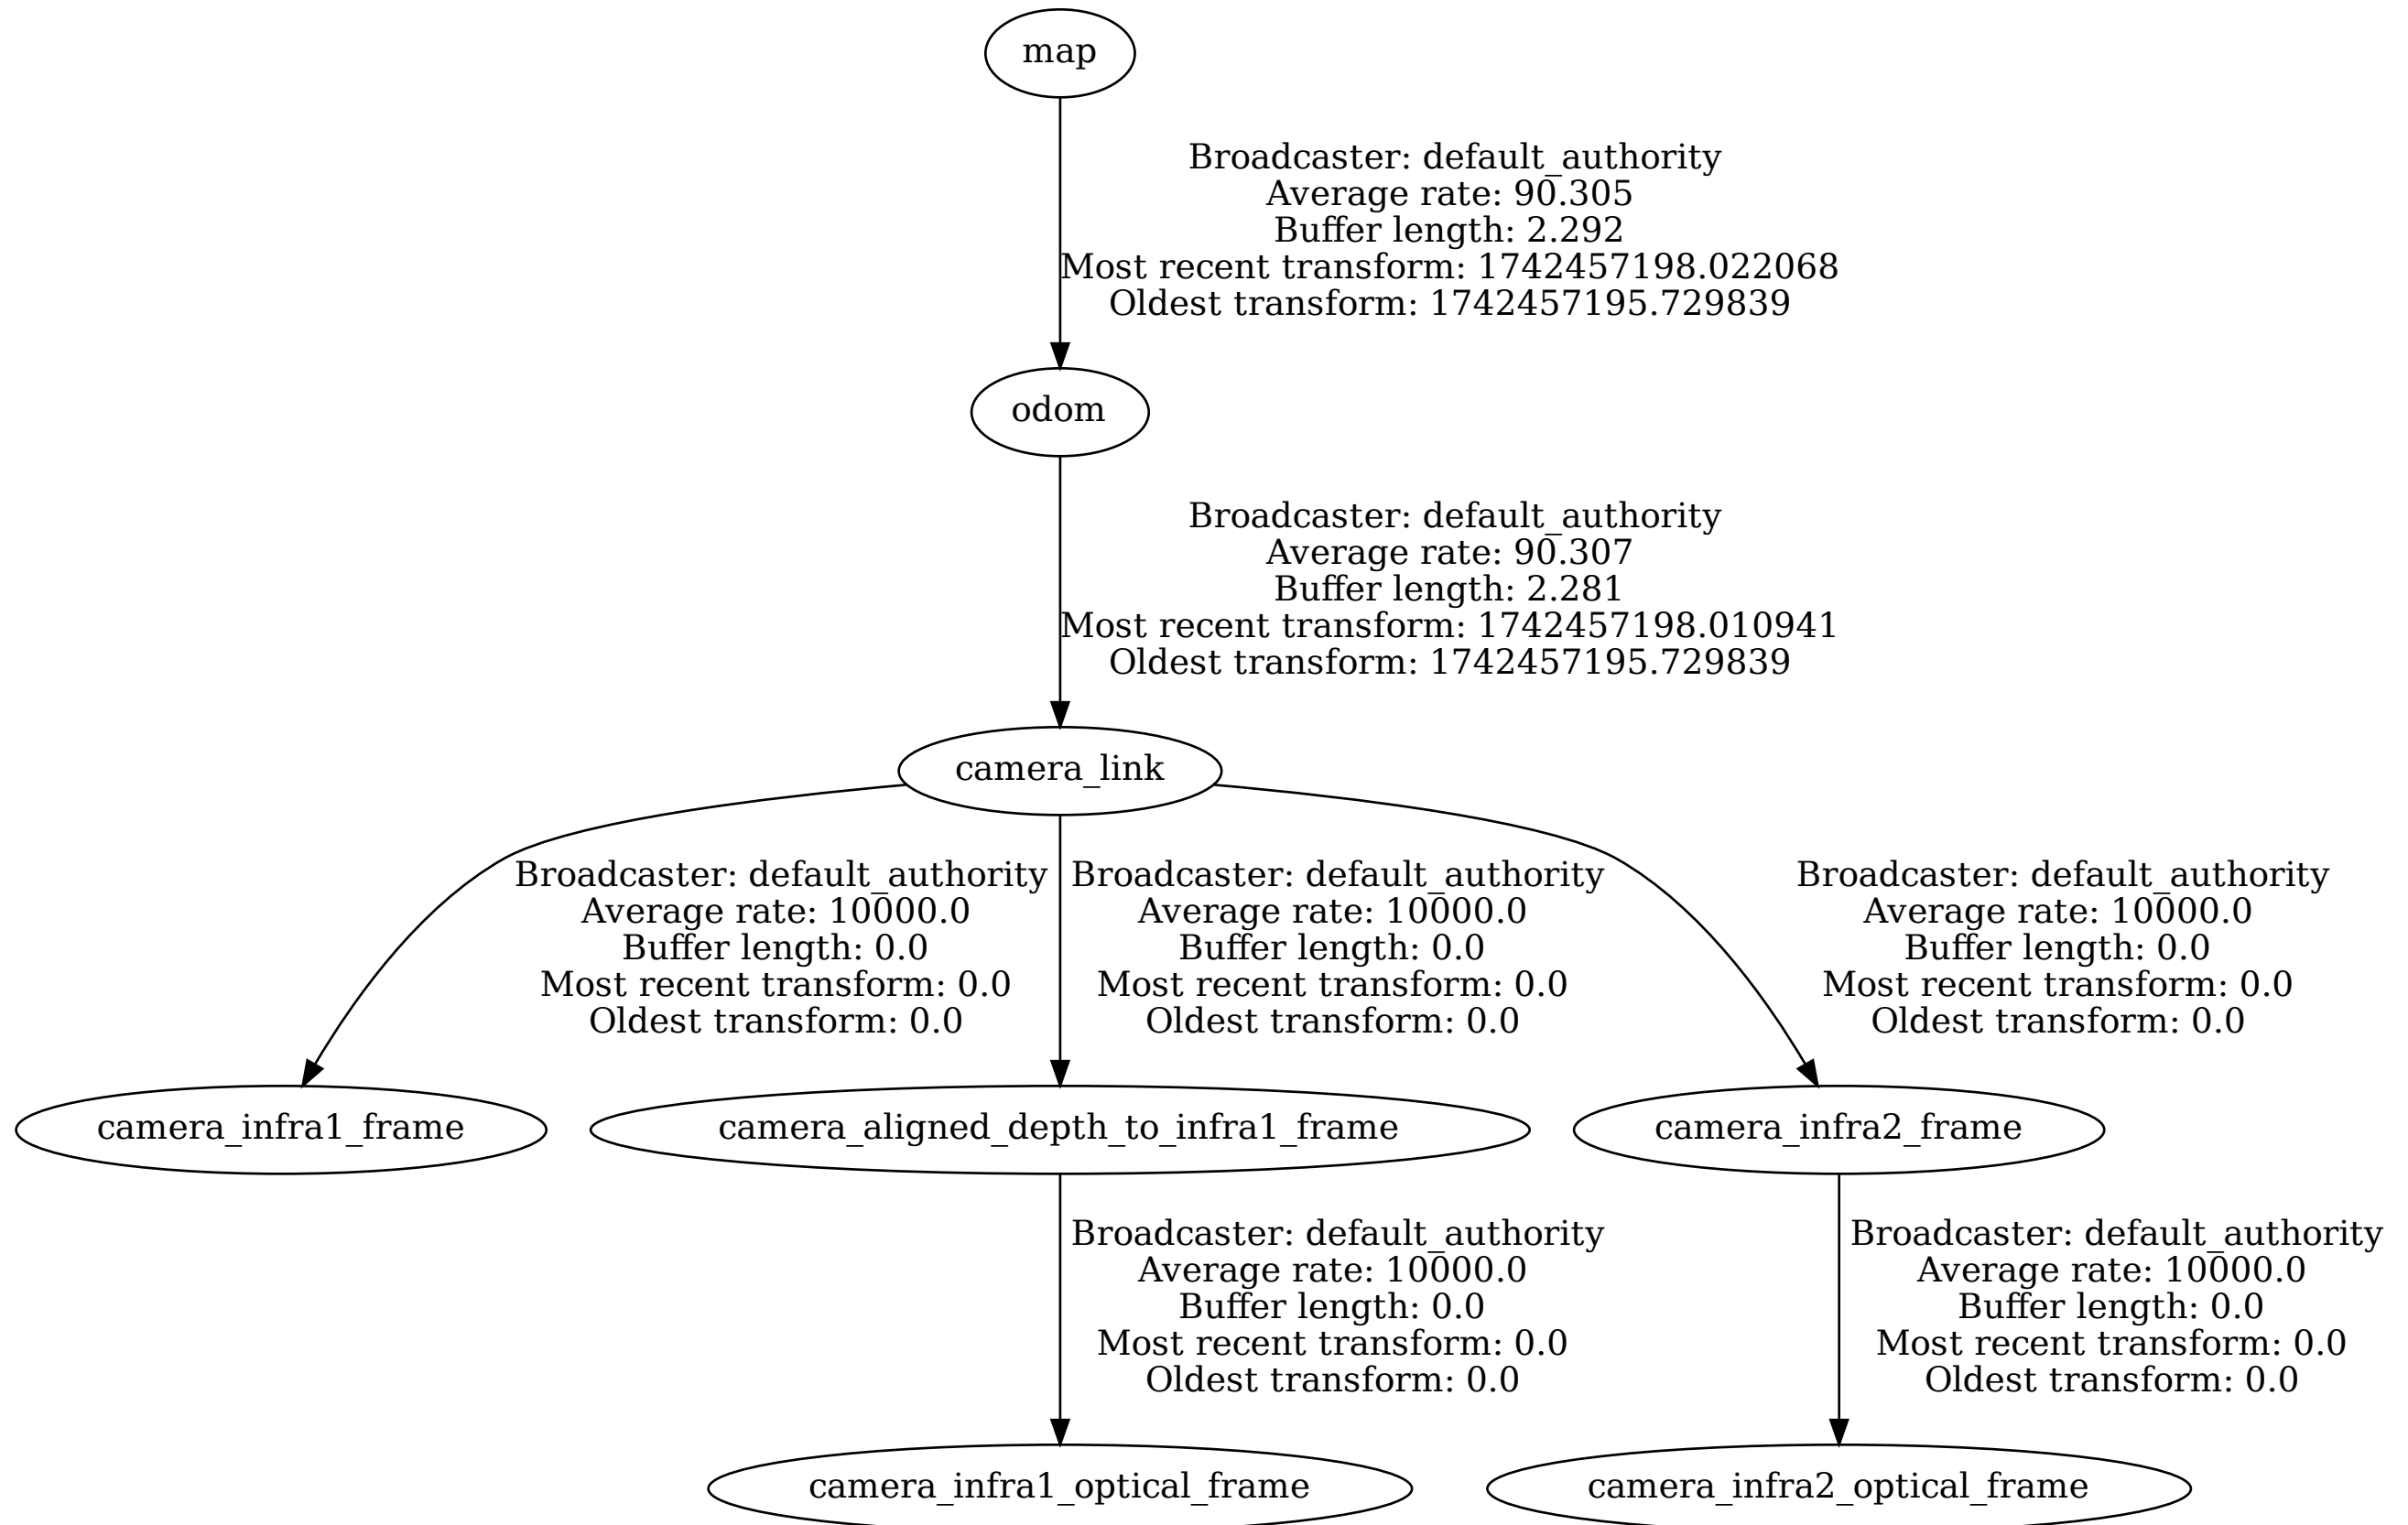 map
Broadcaster: default_authority
Average rate: 90.305
Buffer length: 2.292
Most recent transform: 1742457198.022068
Oldest transform: 1742457195.729839
odom
Broadcaster: default_authority
Average rate: 90.307
Buffer length: 2.281
Most recent transform: 1742457198.010941
Oldest transform: 1742457195.729839
camera_link
Broadcaster: default_authority
Average rate: 10000.0
Buffer length: 0.0
Most recent transform: 0.0
Oldest transform: 0.0
Broadcaster: default_authority
Average rate: 10000.0
Buffer length: 0.0
Most recent transform: 0.0
Oldest transform: 0.0
Broadcaster: default_authority
Average rate: 10000.0
Buffer length: 0.0
Most recent transform: 0.0
Oldest transform: 0.0
camera_infra1_frame
camera_aligned_depth_to_infra1_frame
camera_infra2_frame
Broadcaster: default_authority
Average rate: 10000.0
Buffer length: 0.0
Most recent transform: 0.0
Oldest transform: 0.0
Broadcaster: default_authority
Average rate: 10000.0
Buffer length: 0.0
Most recent transform: 0.0
Oldest transform: 0.0
camera_infra1_optical_frame
camera_infra2_optical_frame